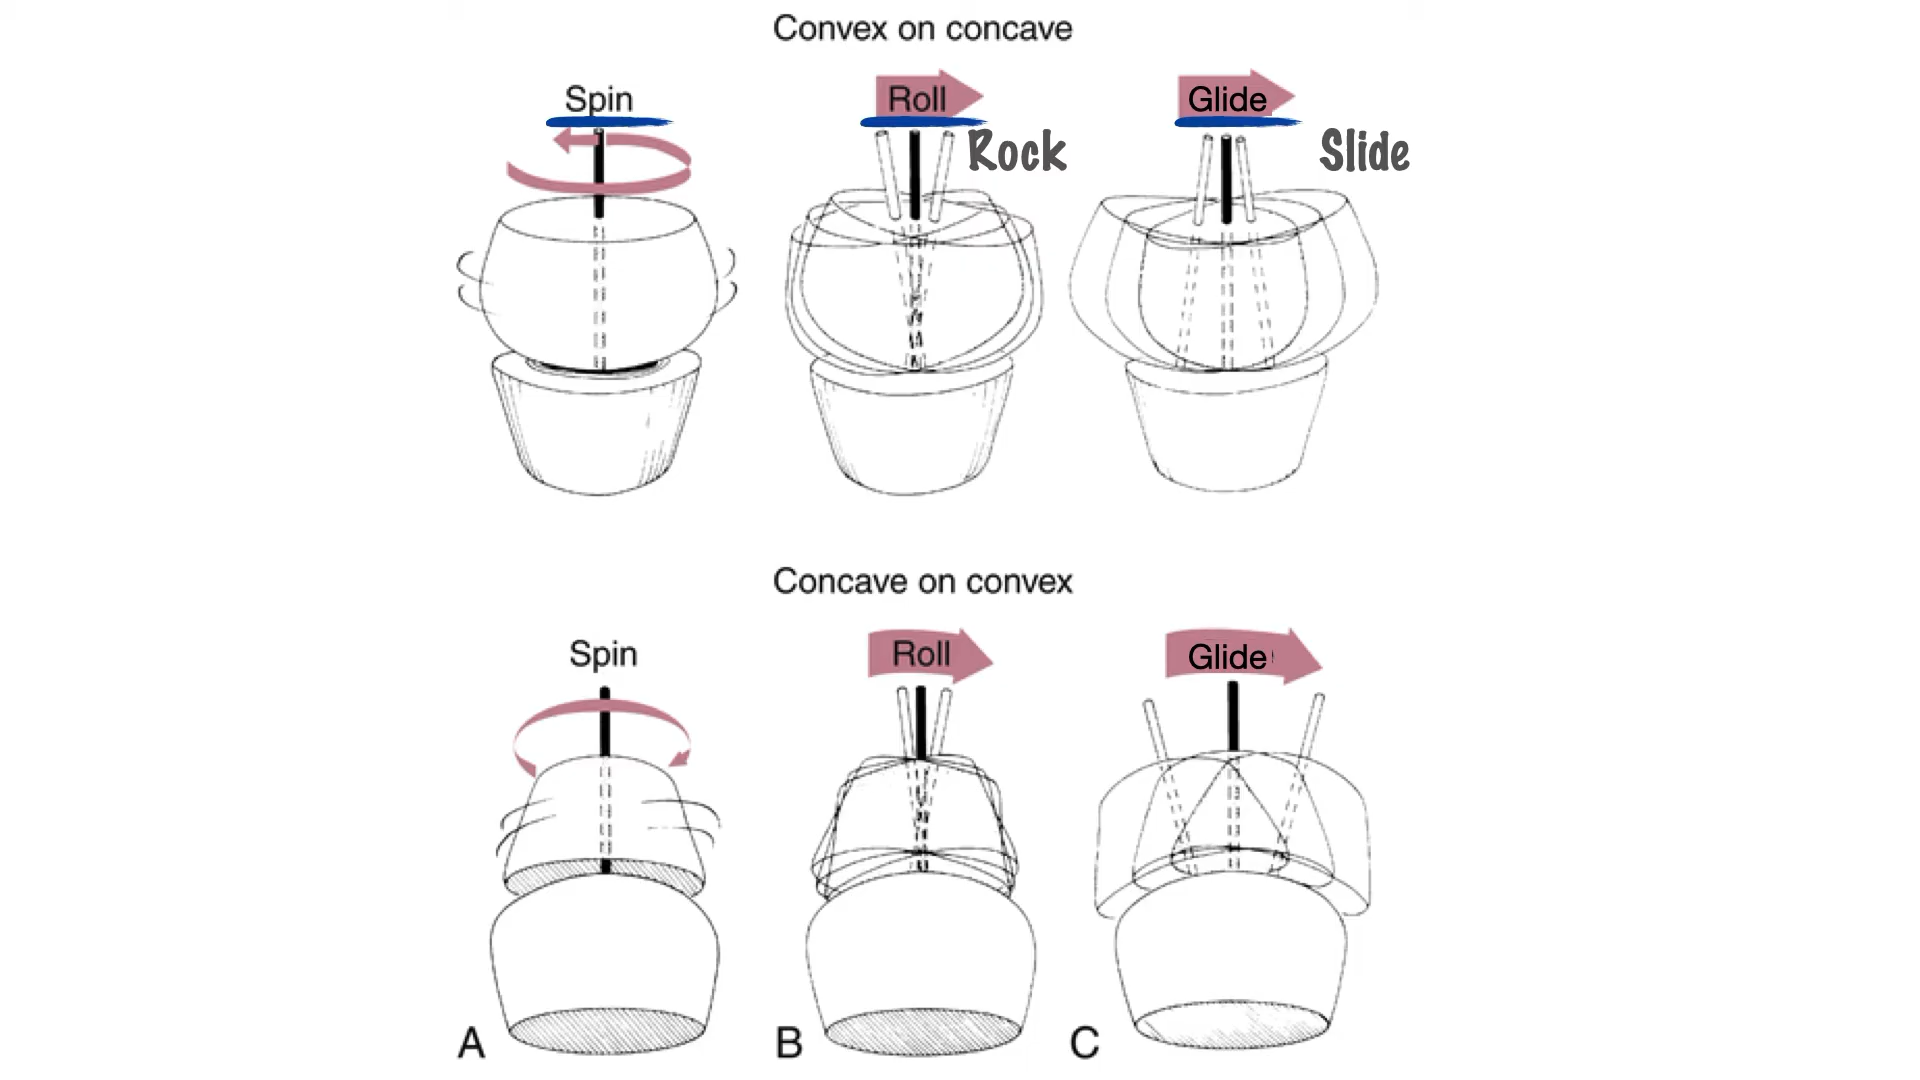 Convex on concave
Spin
Roll
Glide
Rock
Slide
Concave on convex
Spin
Roll
Glide
A
B
C